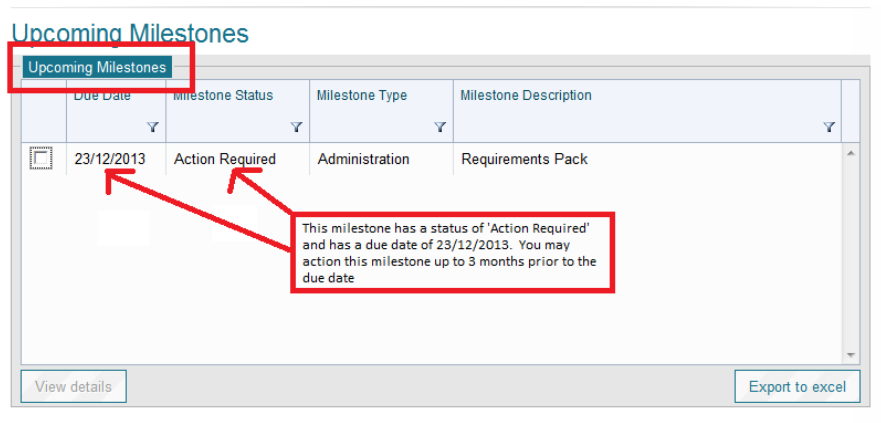 Upcoming Milestones
Upcoming Milestones
Due Date Milestone Status Milestone Type Milestone Description
23/12/2013 Action Required Administration Requirements Pack
This milestone has a status of 'Action Required'
and has a due date of 23/12/2013. You may
action this milestone up to 3 months prior to the
due date
View details Export to excel